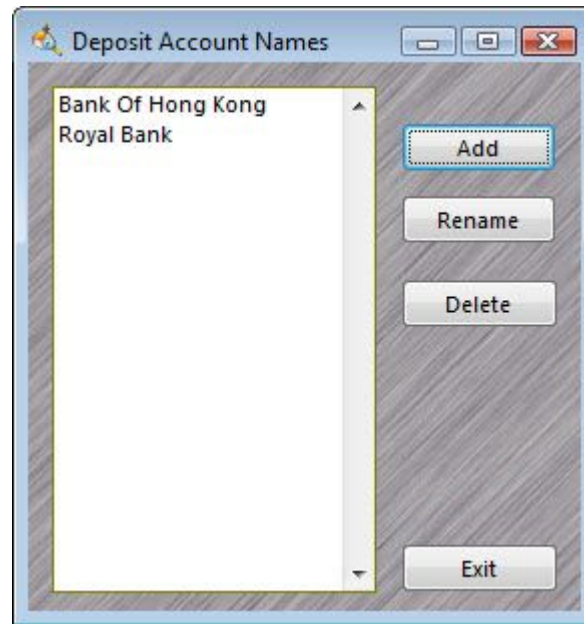 Deposit Account Names
Bank Of Hong Kong
Royal Bank
Add
Rename
Delete
Exit